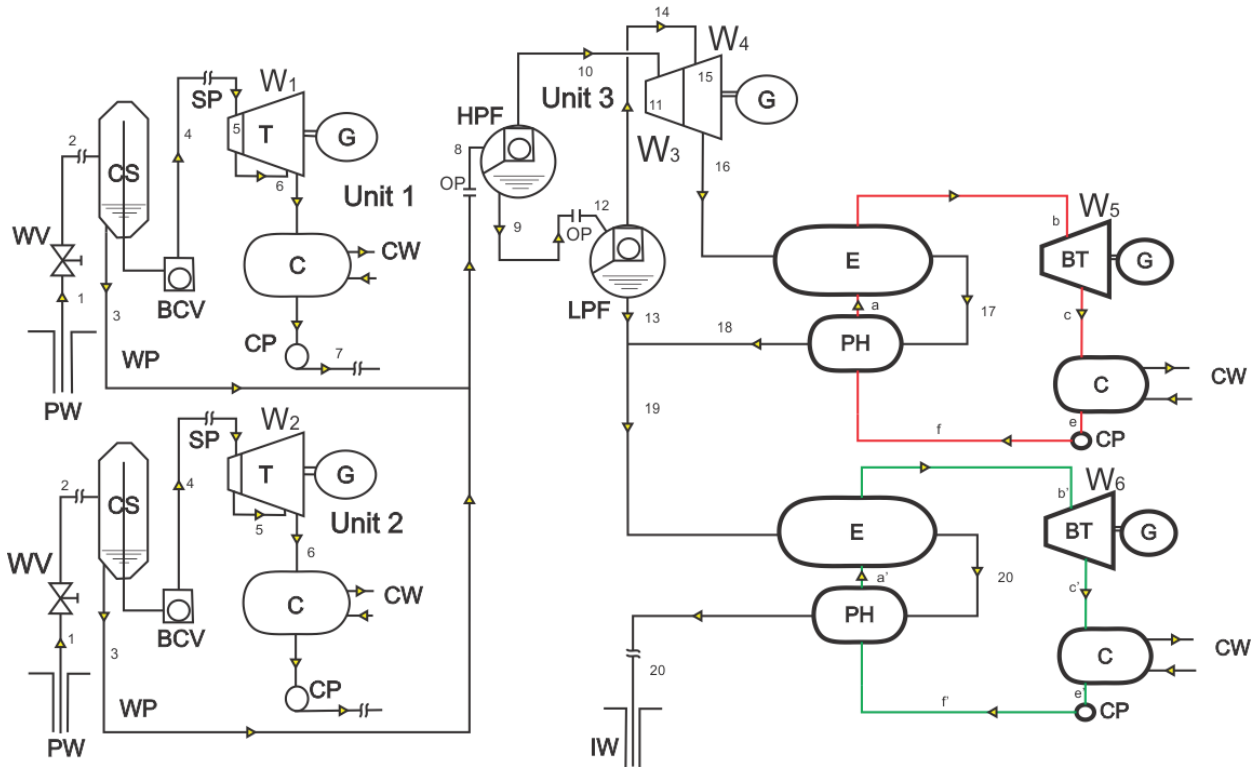 14
W4
10
15
G
SP
W1
Unit 3
11
HPF
W3
2
4
5
T
G
8
16
CS
OP
6
Unit 1
12
b
W5
WV
9
OP
BT
G
CW
E
C
LPF
c
1
BCV
a
17
3
13
18
CP
PH
C
CW
WP
7
PW
e
SP
W2
19
f
CP
T
G
2
CS
4
W6
b'
5
Unit 2
E
BT
G
6
WV
a'
20
c'
C
CW
1
BCV
PH
3
C
CW
20
CP
e'
WP
f'
CP
PW
IW